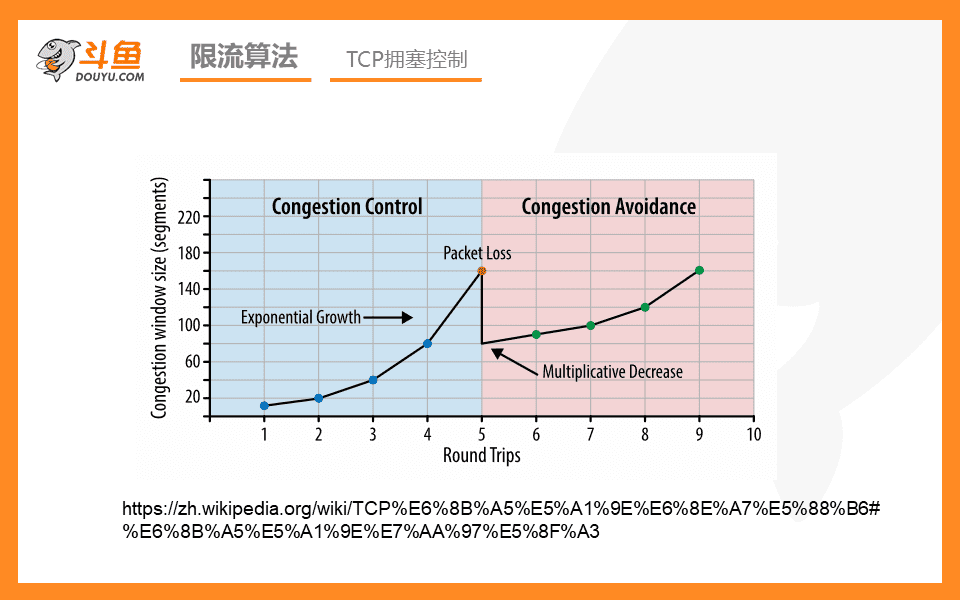 斗鱼
DOUYU.COM
限流算法
TCP拥塞控制
Congestion window size (segments)
220
180
140
100
60
20
Congestion Control
Congestion Avoidance
Packet Loss
Exponential Growth
Multiplicative Decrease
1 2 3 4 5 6 7 8 9 10
Round Trips
https://zh.wikipedia.org/wiki/TCP%E6%8B%A5%E5%A1%9E%E6%8E%A7%E5%88%B6#
%E6%8B%A5%E5%A1%9E%E7%AA%97%E5%8F%A3